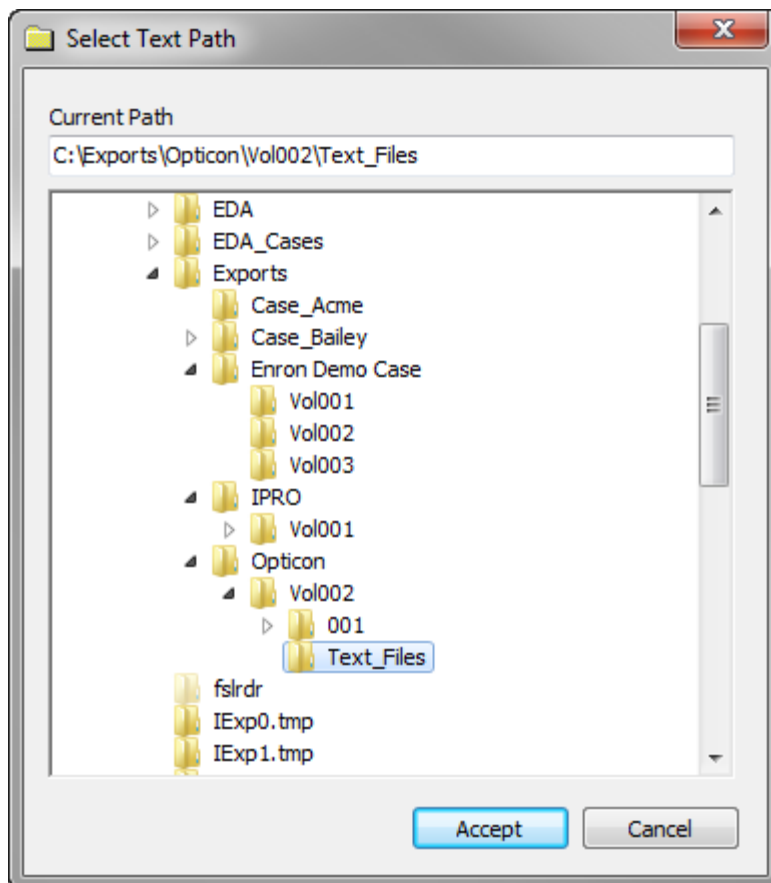 Select Text Path
Current Path
C:\Exports\Opticon\Vol002\Text_Files
EDA
EDA_Cases
Exports
Case_Acme
Case_Bailey
Enron Demo Case
Vol001
Vol002
Vol003
IPRO
Vol001
Opticon
Vol002
001
Text_Files
fslrdr
IExp0.tmp
IExp1.tmp
Accept Cancel